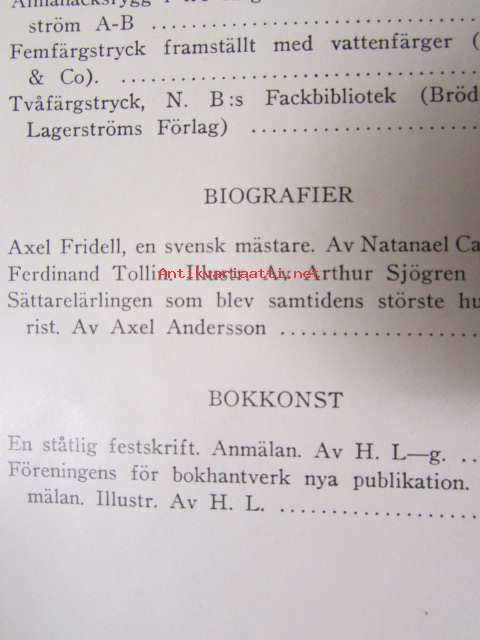 ström A-B ..............................
Femfärgstryck framställt med vattenfärger (
& Co). ..............................
Tvåfärgstryck, N. B:s Fackbibliotek (Bröd
Lagerströms Förlag) ....................
BIOGRAFIER
Axel Fridell, en svensk mästare. Av Natanael Ca
Ferdinand Tollin. Illustr. Av Arthur Sjögren
Antikvariaatti.net
Sättarelärlingen som blev samtidens störste hu
rist. Av Axel Andersson ..................
BOKKONST
En ståtlig festskrift. Anmälan. Av H. L—g. ..
Föreningens för bokhantverk nya publikation.
mälan. Illustr. Av H. L. ..................